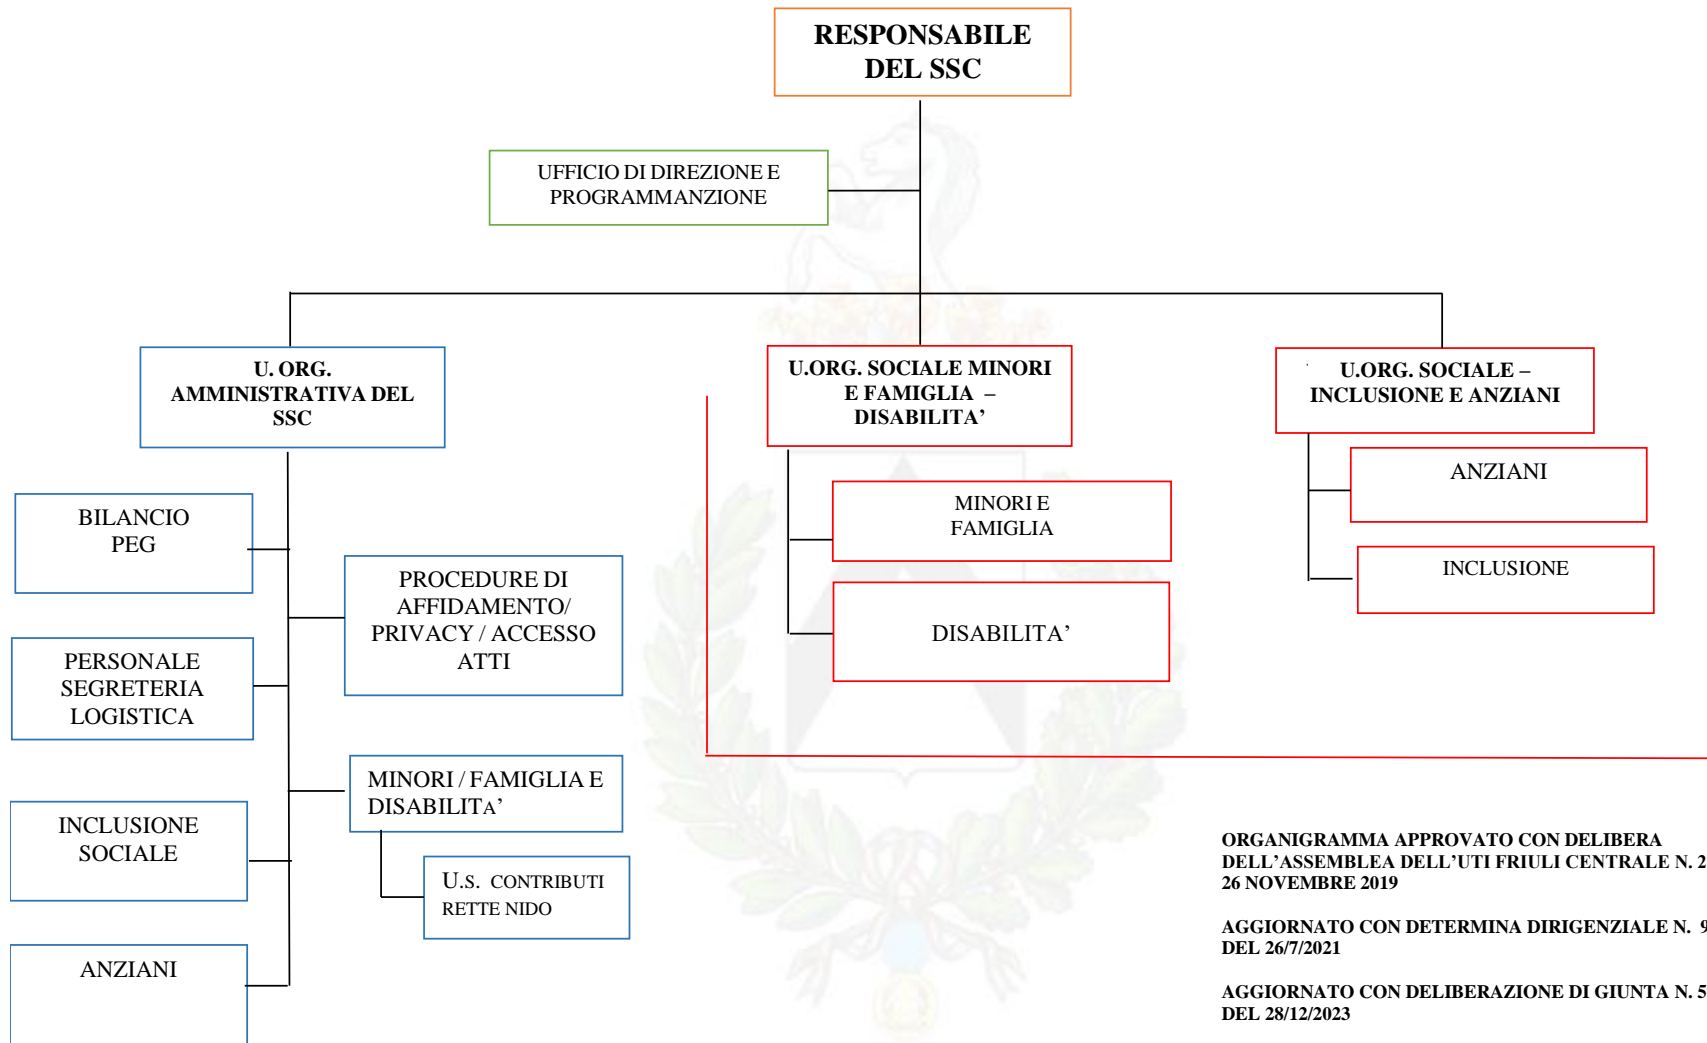 RESPONSABILE
DEL SSC
UFFICIO DI DIREZIONE E
PROGRAMMANZIONE
U. ORG.
AMMINISTRATIVA DEL
SSC
U.ORG. SOCIALE MINORI
E FAMIGLIA –
DISABILITA’
U.ORG. SOCIALE –
INCLUSIONE E ANZIANI
BILANCIO
PEG
PROCEDURE DI
AFFIDAMENTO/
PRIVACY / ACCESSO
ATTI
PERSONALE
SEGRETERIA
LOGISTICA
MINORI / FAMIGLIA E
DISABILITA’
INCLUSIONE
SOCIALE
U.S. CONTRIBUTI
RETTE NIDO
ANZIANI
MINORI E
FAMIGLIA
DISABILITA’
ANZIANI
INCLUSIONE
ORGANIGRAMMA APPROVATO CON DELIBERA
DELL’ASSEMBLEA DELL’UTI FRIULI CENTRALE N. 2
26 NOVEMBRE 2019
AGGIORNATO CON DETERMINA DIRIGENZIALE N. 9
DEL 26/7/2021
AGGIORNATO CON DELIBERAZIONE DI GIUNTA N. 5
DEL 28/12/2023